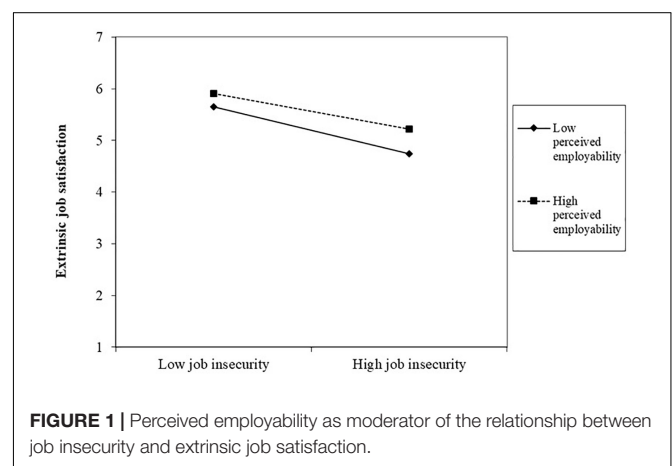 7
6
5
4
3
2
1
Extrinsic job satisfaction
Low job insecurity
High job insecurity
Low
perceived
employability
High
perceived
employability
FIGURE 1 | Perceived employability as moderator of the relationship between
job insecurity and extrinsic job satisfaction.